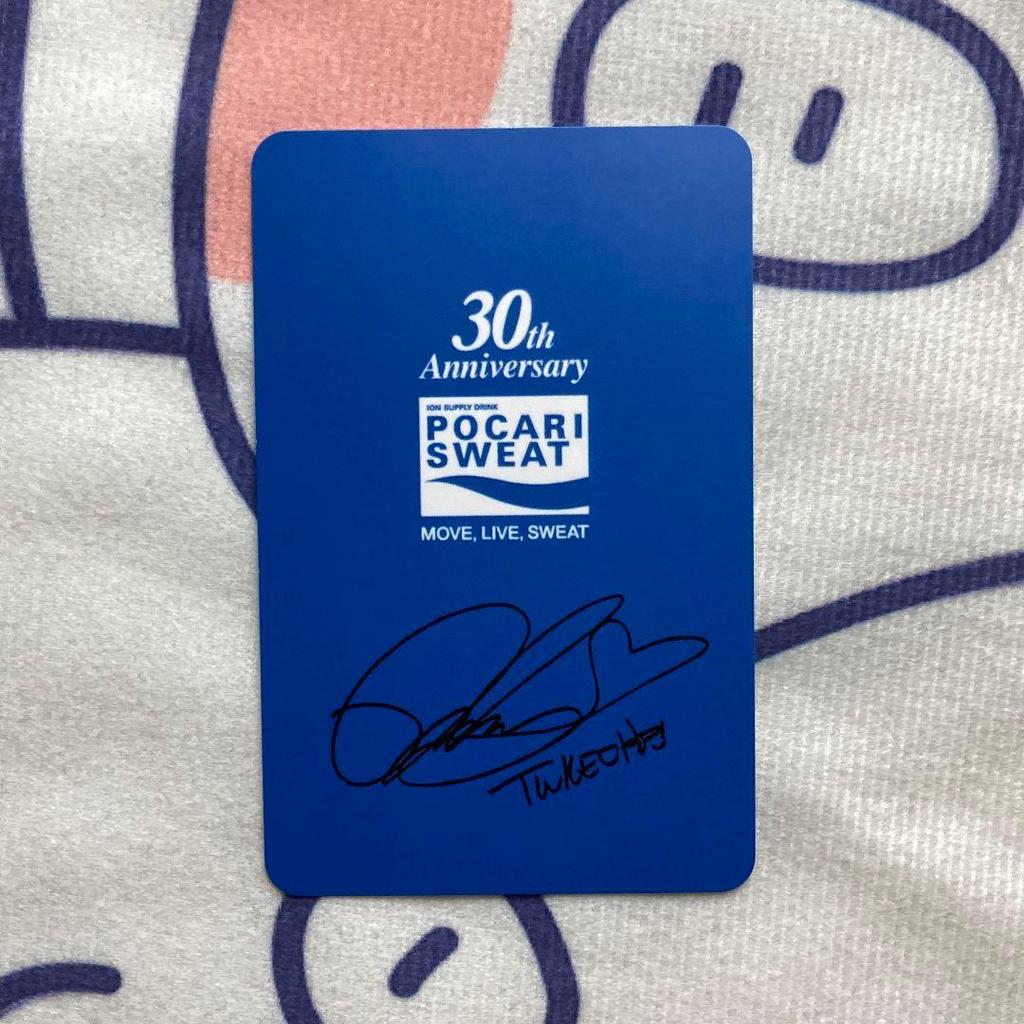 30th
Anniversary
ION SUPPLY DRINK
POCARI
SWEAT
MOVE, LIVE, SWEAT